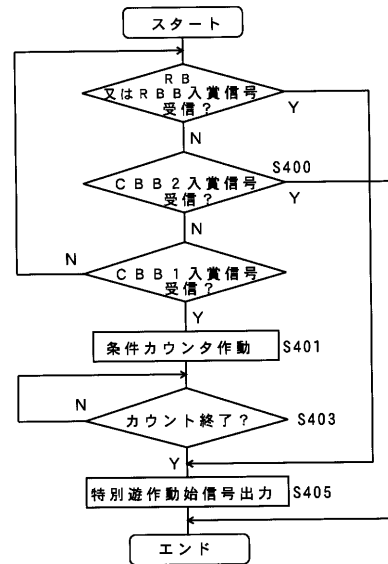 スタート
RB
又はRBB入賞信号
受信?
Y
N
S400
CBB2入賞信号
受信?
Y
N
N
CBB1入賞信号
受信?
Y
条件カウンタ作動
S401
N
カウント終了?
S403
Y
特別遊作動始信号出力
S405
エンド